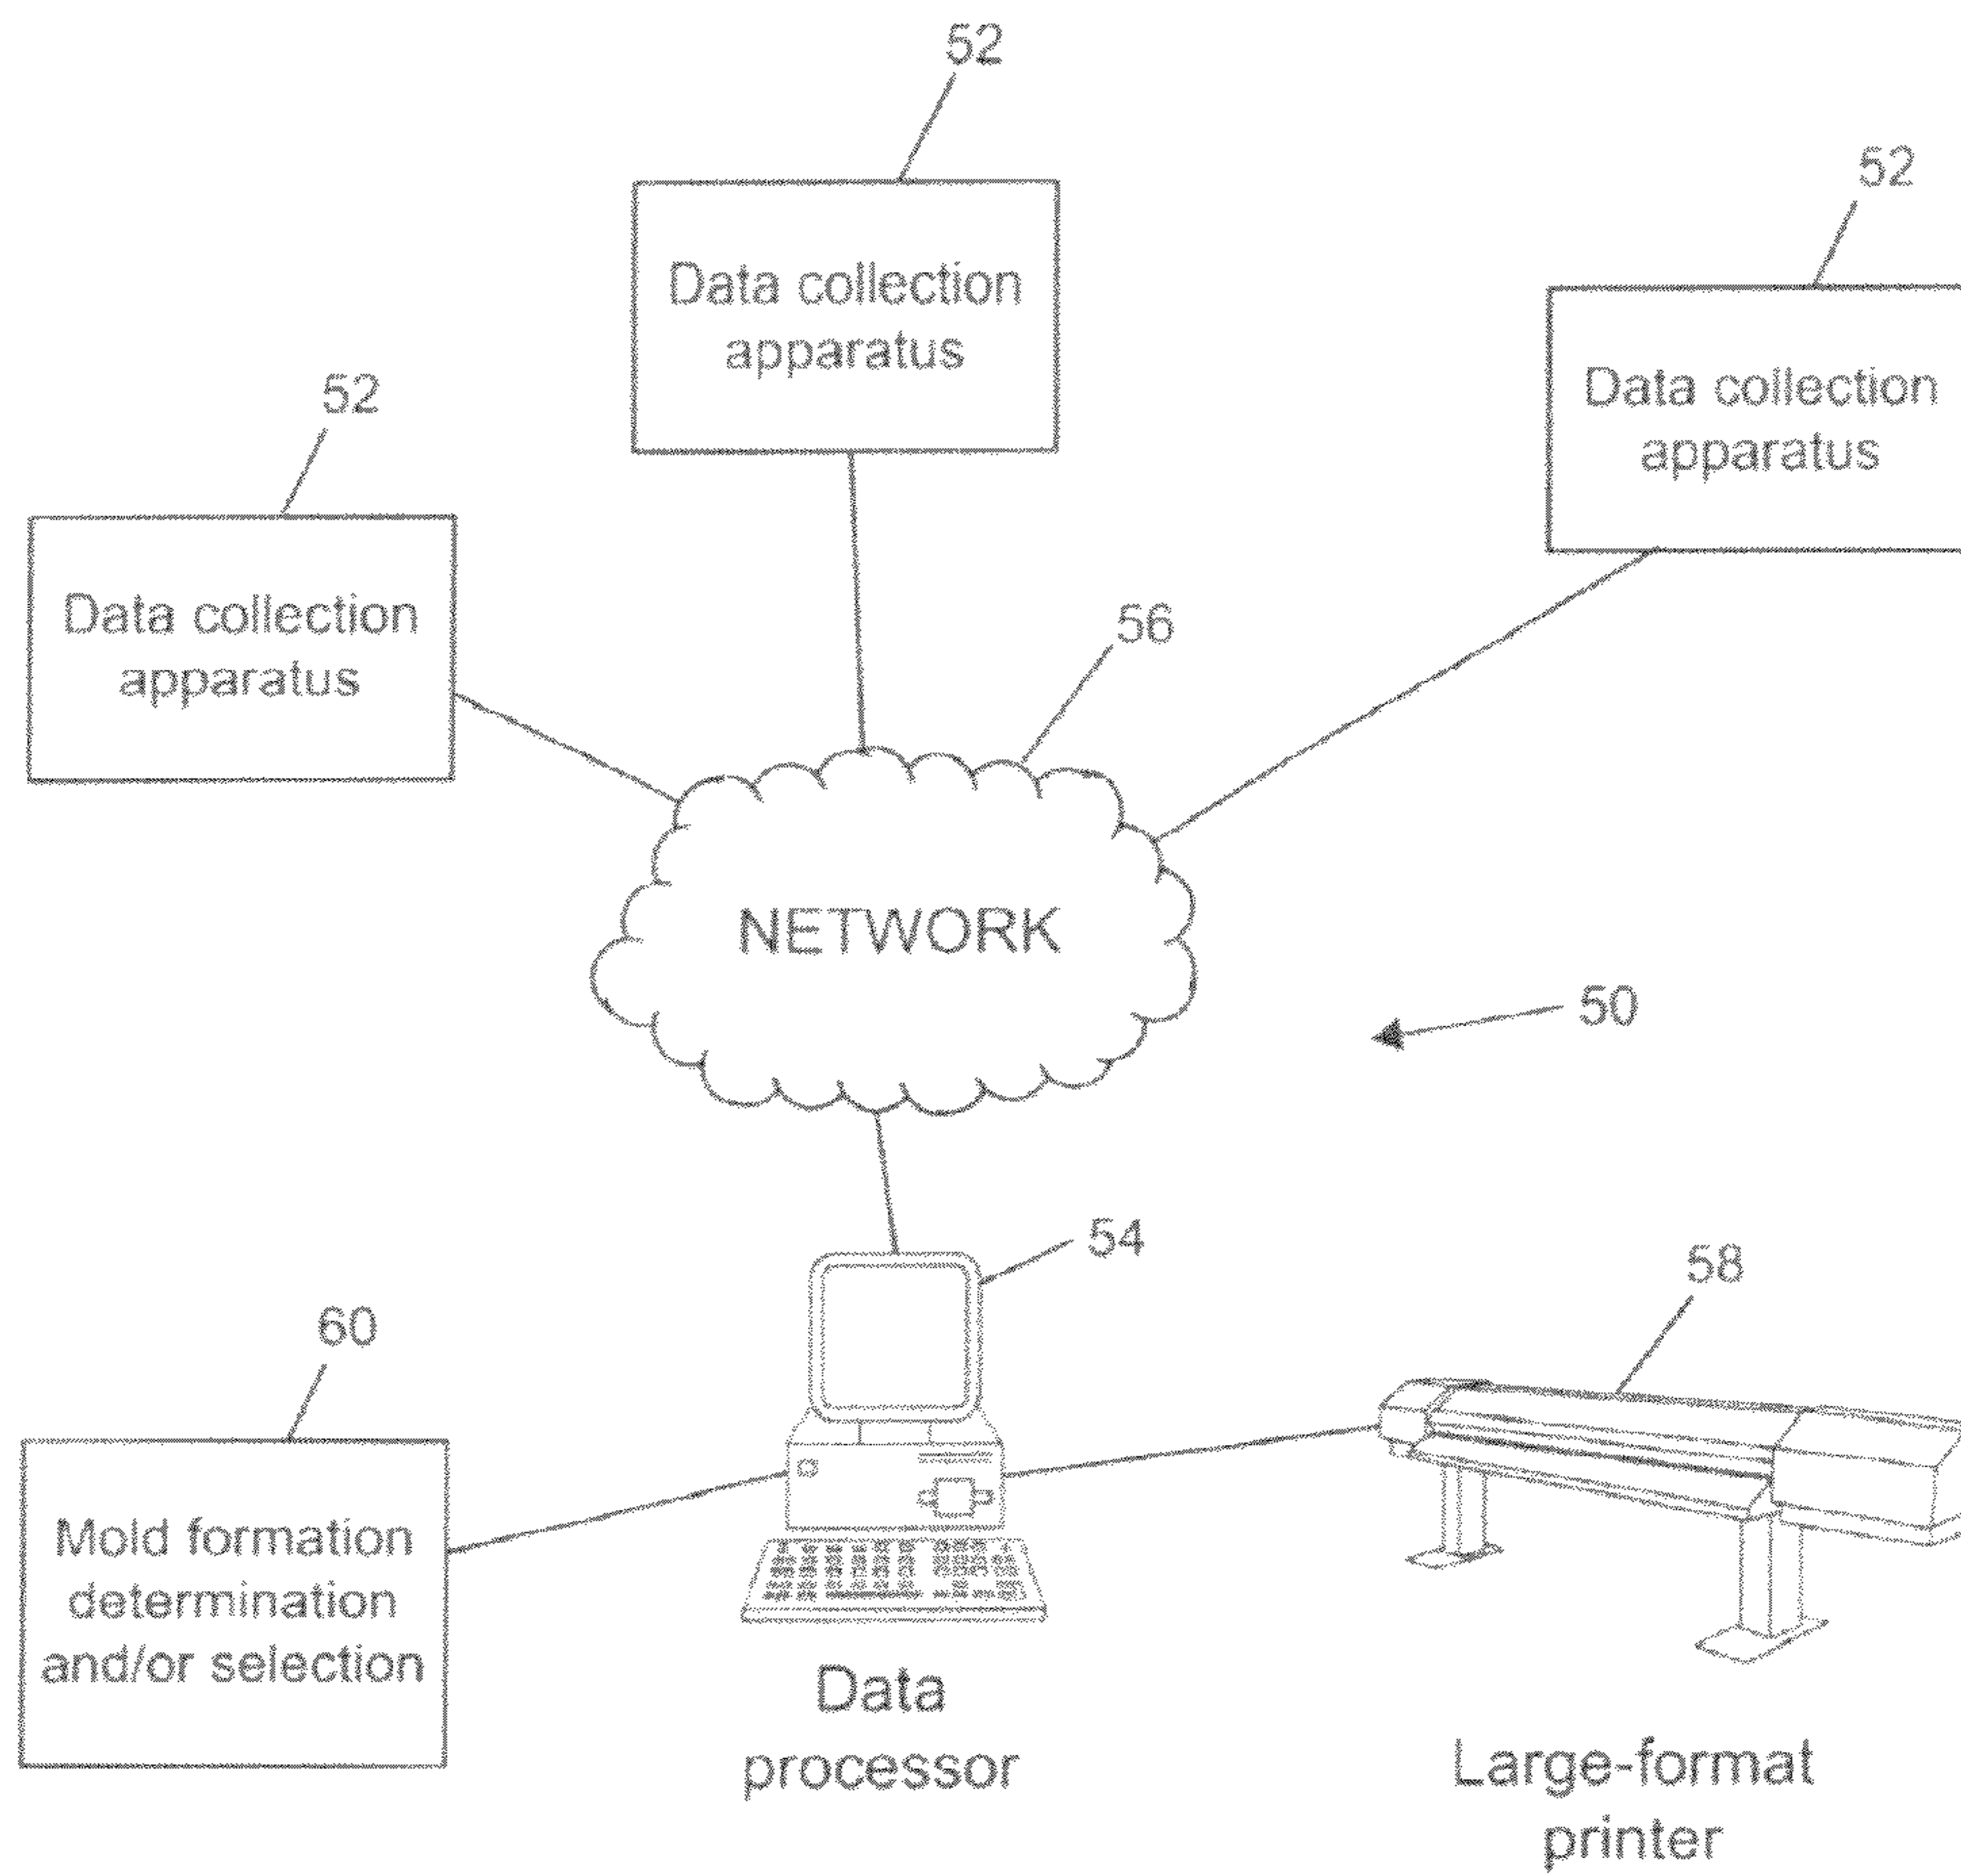 52
52
Data collection
apparatus
Data collection
apparatus
52
Data collection
apparatus
56
NETWORK
50
54
58
60
Mold formation
determination
and/or selection
Data
processor
Large-format
printer